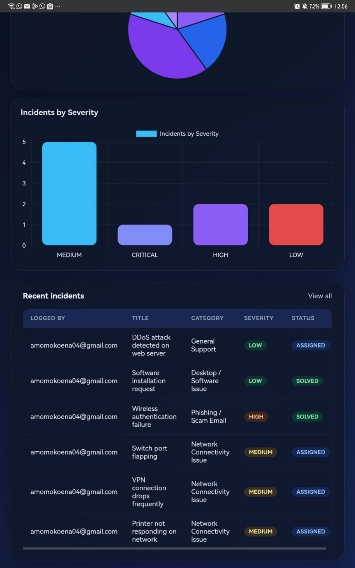 72% 12:56
Incidents by Severity
Incidents by Severity
5
4
3
2
1
0
MEDIUM CRITICAL HIGH LOW
Recent Incidents View all
LOGGED BY TITLE CATEGORY SEVERITY STATUS
amomokoena04@gmail.com DDoS attack detected on web server General Support LOW ASSIGNED
amomokoena04@gmail.com Software installation request Desktop / Software Issue LOW SOLVED
amomokoena04@gmail.com Wireless authentication failure Phishing / Scam Email HIGH SOLVED
amomokoena04@gmail.com Switch port flapping Network Connectivity Issue MEDIUM ASSIGNED
amomokoena04@gmail.com VPN connection drops frequently Network Connectivity Issue MEDIUM ASSIGNED
amomokoena04@gmail.com Printer not responding on network Network Connectivity Issue MEDIUM ASSIGNED